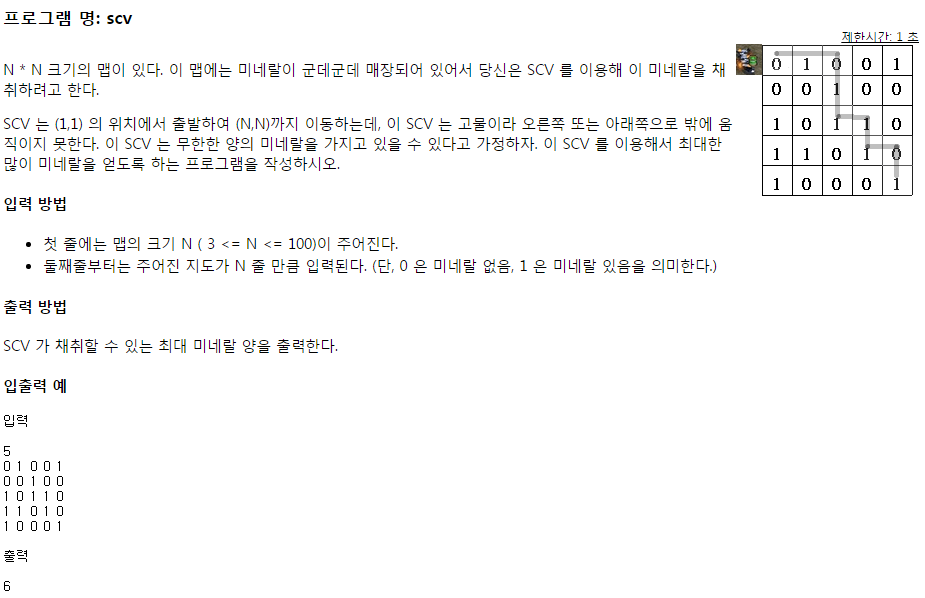 프로그램 명: scv
제한시간: 1 초
N * N 크기의 맵이 있다. 이 맵에는 미네랄이 군데군데 매장되어 있어서 당신은 SCV 를 이용해 이 미네랄을 채
취하려고 한다.
SCV 는 (1,1) 의 위치에서 출발하여 (N,N)까지 이동하는데, 이 SCV 는 고물이라 오른쪽 또는 아래쪽으로 밖에 움
직이지 못한다. 이 SCV 는 무한한 양의 미네랄을 가지고 있을 수 있다고 가정하자. 이 SCV 를 이용해서 최대한
많이 미네랄을 얻도록 하는 프로그램을 작성하시오.
0 1 0 0 1
0 0 1 0 0
1 0 1 1 0
1 1 0 1 0
1 0 0 0 1
입력 방법
• 첫 줄에는 맵의 크기 N ( 3 <= N <= 100)이 주어진다.
• 둘째줄부터는 주어진 지도가 N 줄 만큼 입력된다. (단, 0 은 미네랄 없음, 1 은 미네랄 있음을 의미한다.)
출력 방법
SCV 가 채취할 수 있는 최대 미네랄 양을 출력한다.
입출력 예
입력
5
0 1 0 0 1
0 0 1 0 0
1 0 1 1 0
1 1 0 1 0
1 0 0 0 1
출력
6